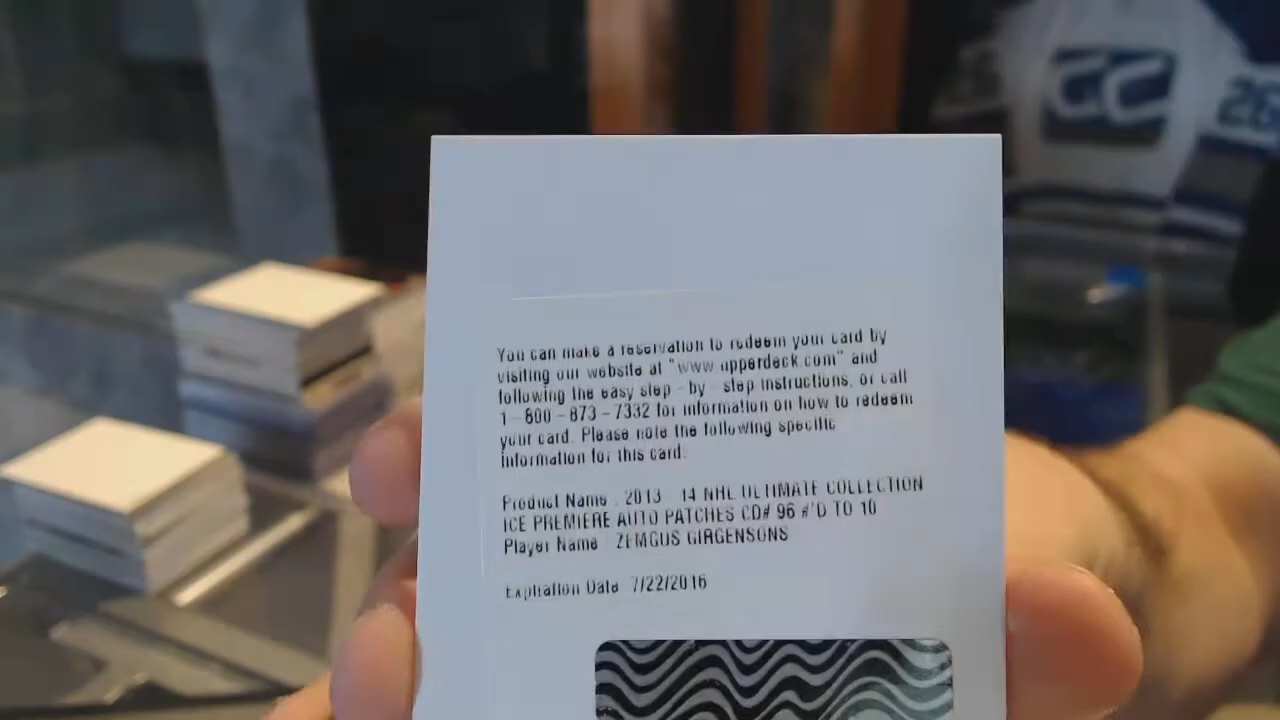 You can make a reservation to redeem your card by
visiting our website at "www.upperdeck.com" and
following the easy step - by - step instructions, or call
1 - 800 - 873 - 7332 for information on how to redeem
your card. Please note the following specific
information for this card.
Product Name : 2013 - 14 NHL ULTIMATE COLLECTION
ICE PREMIERE AUTO PATCHES CD# 96 #'D TO 10
Player Name : ZEMGUS GIRGENSONS
Expiration Date 7/22/2016
CC
26